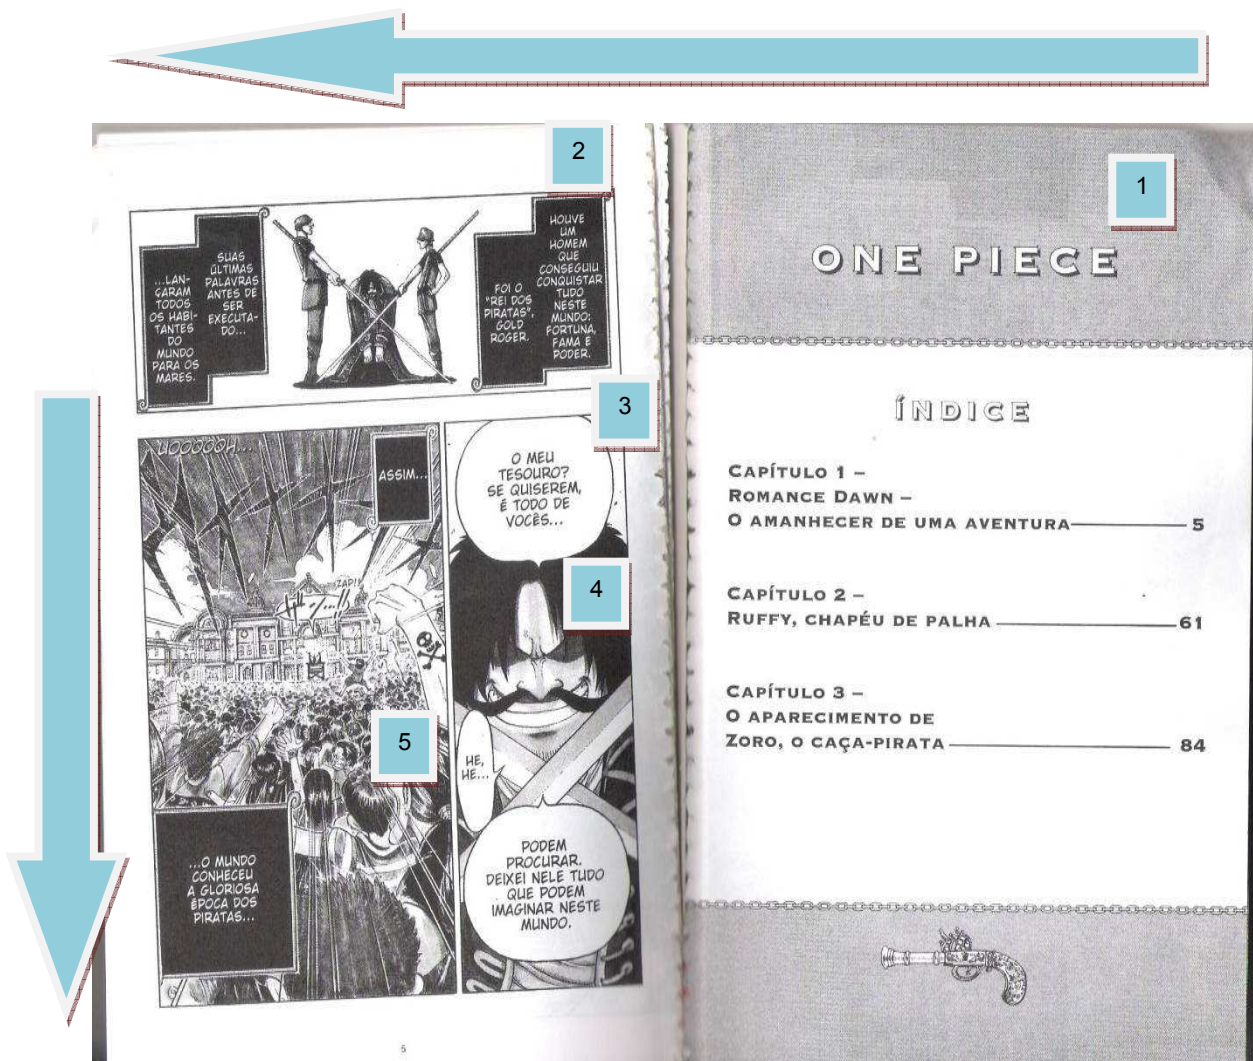 1
ONE PIECE
ÍNDICE
CAPÍTULO 1 –
ROMANCE DAWN –
O AMANHECER DE UMA AVENTURA 5
CAPÍTULO 2 –
RUFFY, CHAPÉU DE PALHA 61
CAPÍTULO 3 –
O APARECIMENTO DE
ZORO, O CAÇA-PIRATA 84
2
HOUVE
UM
HOMEM
QUE
CONSEGUIU
CONQUISTAR
TUDO
NESTE
MUNDO:
FORTUNA,
FAMA E
PODER.
FOI O
"REI DOS
PIRATAS",
GOLD
ROGER.
SUAS
ÚLTIMAS
PALAVRAS
ANTES DE
SER
EXECUTA-
DO...
...LAN-
ÇARAM
TODOS
OS HABI-
TANTES
DO
MUNDO
PARA OS
MARES.
3
O MEU
TESOURO?
SE QUISEREM,
É TODO DE
VOCÊS...
4
HE,
HE...
PODEM
PROCURAR.
DEIXEI NELE TUDO
QUE PODEM
IMAGINAR NESTE
MUNDO.
UOOOOOH...
ASSIM...
ZAP!
5
...O MUNDO
CONHECEU
A GLORIOSA
ÉPOCA DOS
PIRATAS...
5